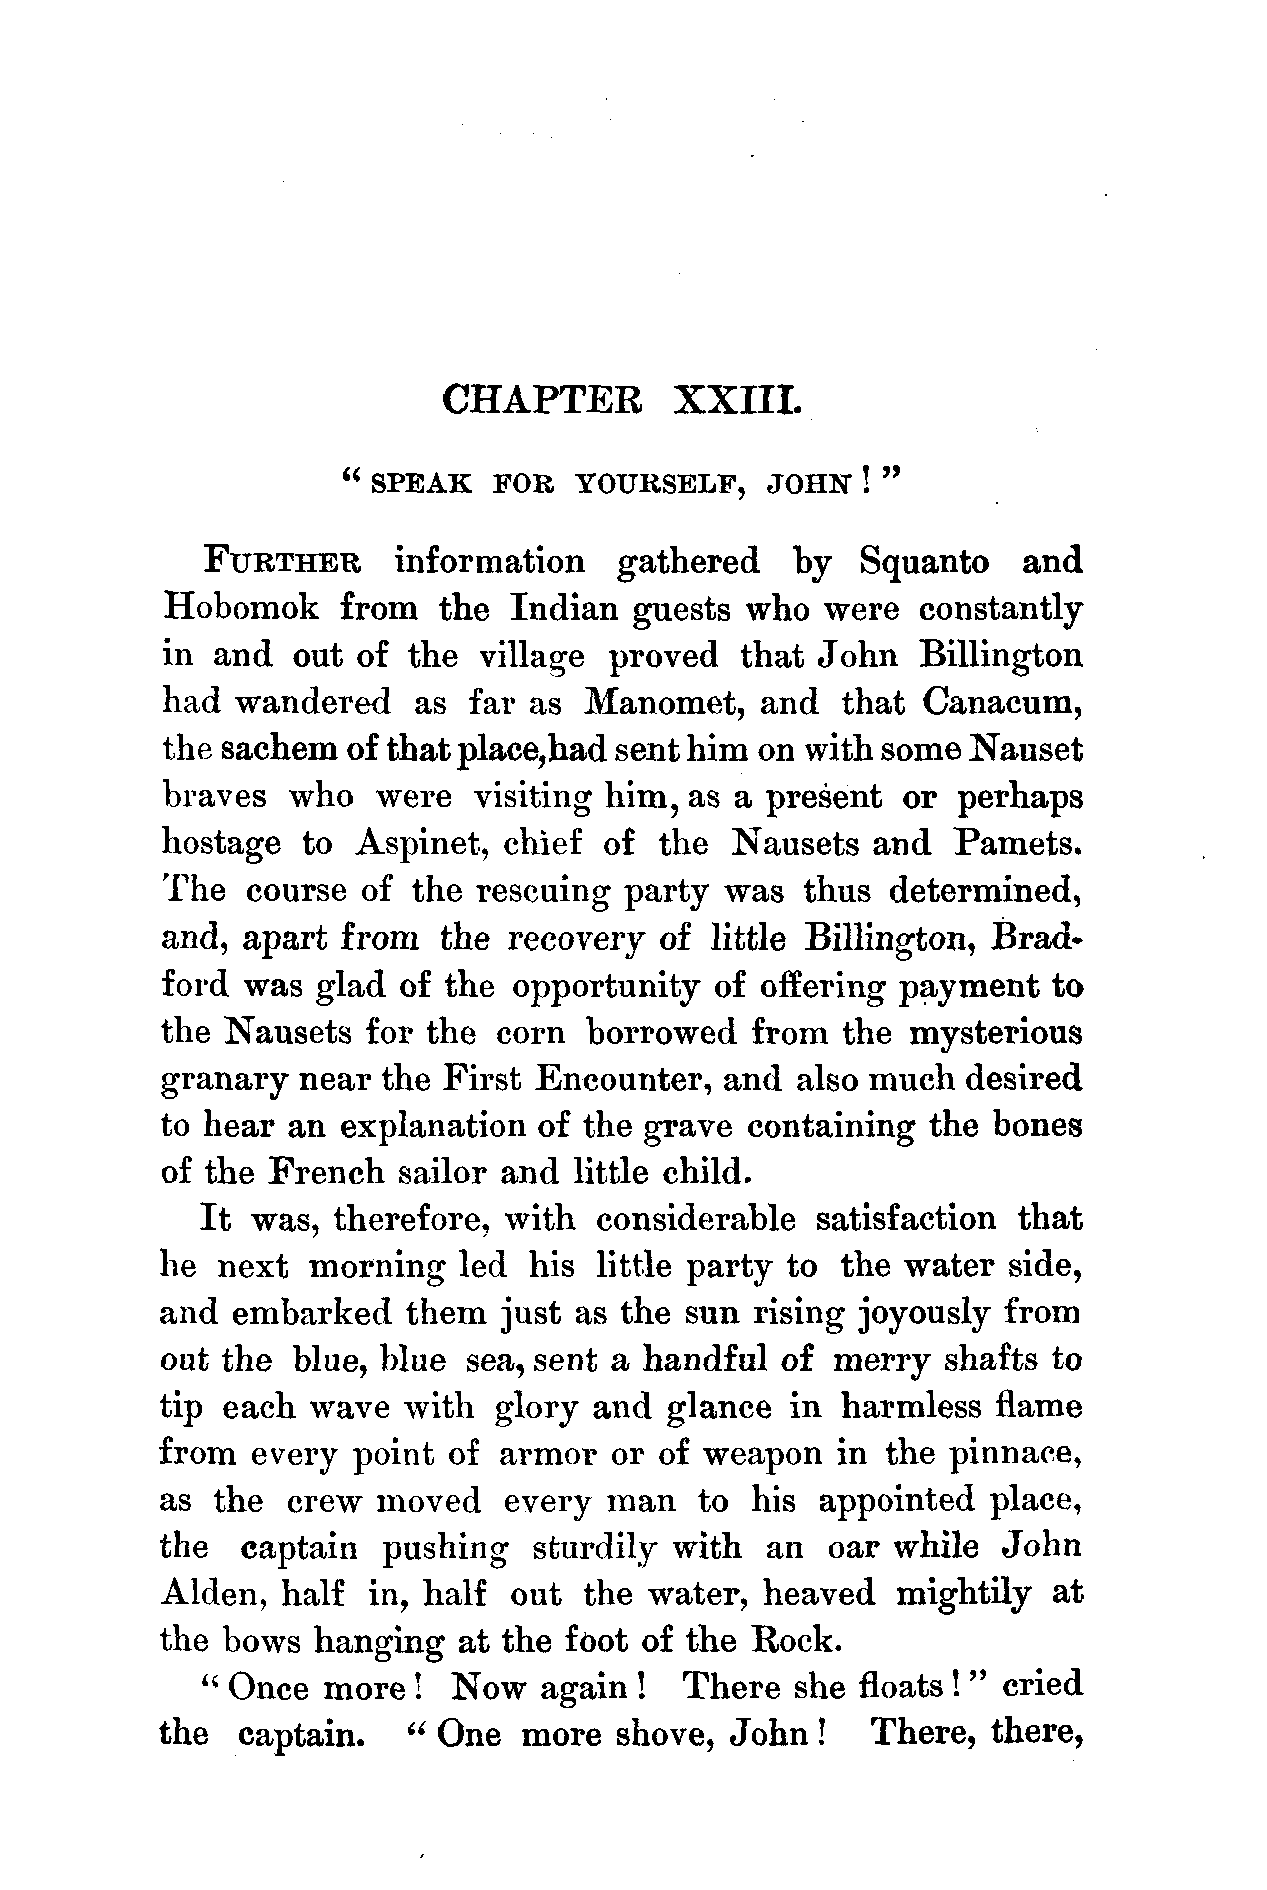 CHAPTER XXIII.
“ SPEAK FOR YOURSELF, JOHN ! ”
FURTHER information gathered by Squanto and
Hobomok from the Indian guests who were constantly
in and out of the village proved that John Billington
had wandered as far as Manomet, and that Canacum,
the sachem of that place,had sent him on with some Nauset
braves who were visiting him, as a present or perhaps
hostage to Aspinet, chief of the Nausets and Pamets.
The course of the rescuing party was thus determined,
and, apart from the recovery of little Billington, Brad-
ford was glad of the opportunity of offering payment to
the Nausets for the corn borrowed from the mysterious
granary near the First Encounter, and also much desired
to hear an explanation of the grave containing the bones
of the French sailor and little child.
It was, therefore, with considerable satisfaction that
he next morning led his little party to the water side,
and embarked them just as the sun rising joyously from
out the blue, blue sea, sent a handful of merry shafts to
tip each wave with glory and glance in harmless flame
from every point of armor or of weapon in the pinnace,
as the crew moved every man to his appointed place,
the captain pushing sturdily with an oar while John
Alden, half in, half out the water, heaved mightily at
the bows hanging at the foot of the Rock.
“ Once more ! Now again ! There she floats ! ” cried
the captain. “ One more shove, John ! There, there,